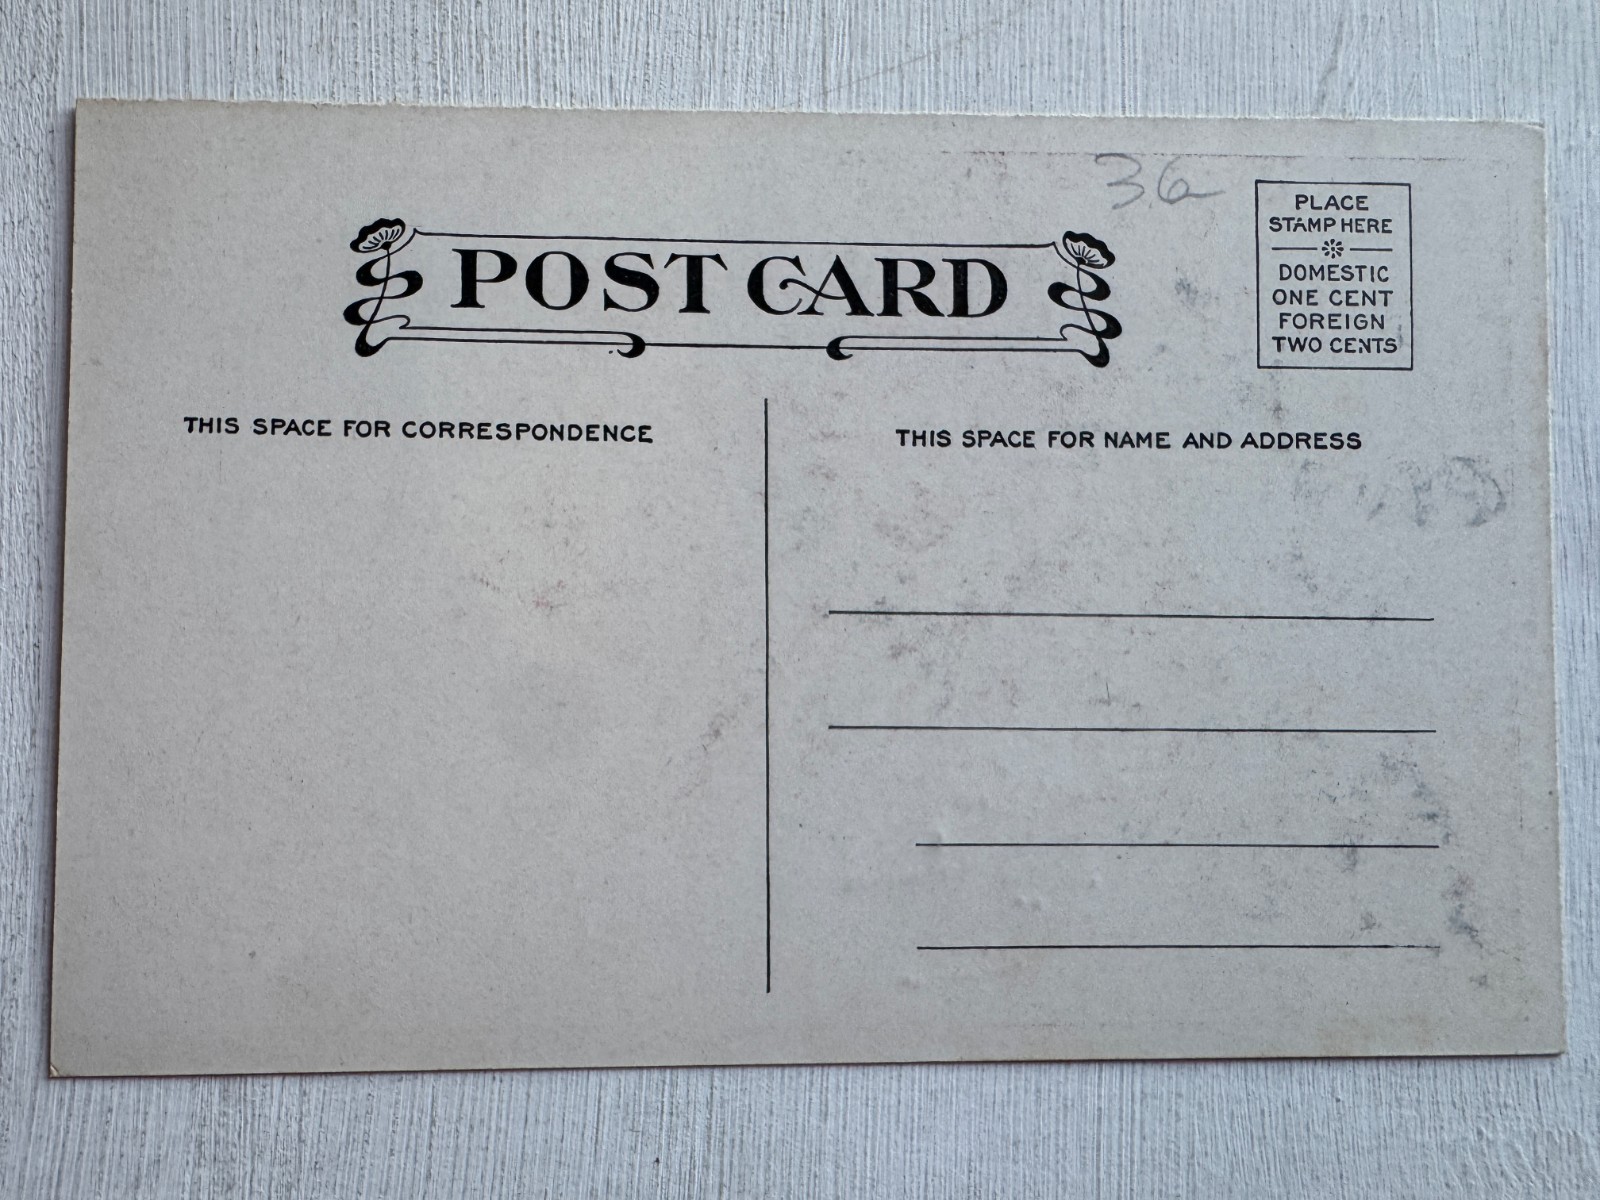 36
POST CARD
PLACE
STAMP HERE
DOMESTIC
ONE CENT
FOREIGN
TWO CENTS
THIS SPACE FOR CORRESPONDENCE
THIS SPACE FOR NAME AND ADDRESS